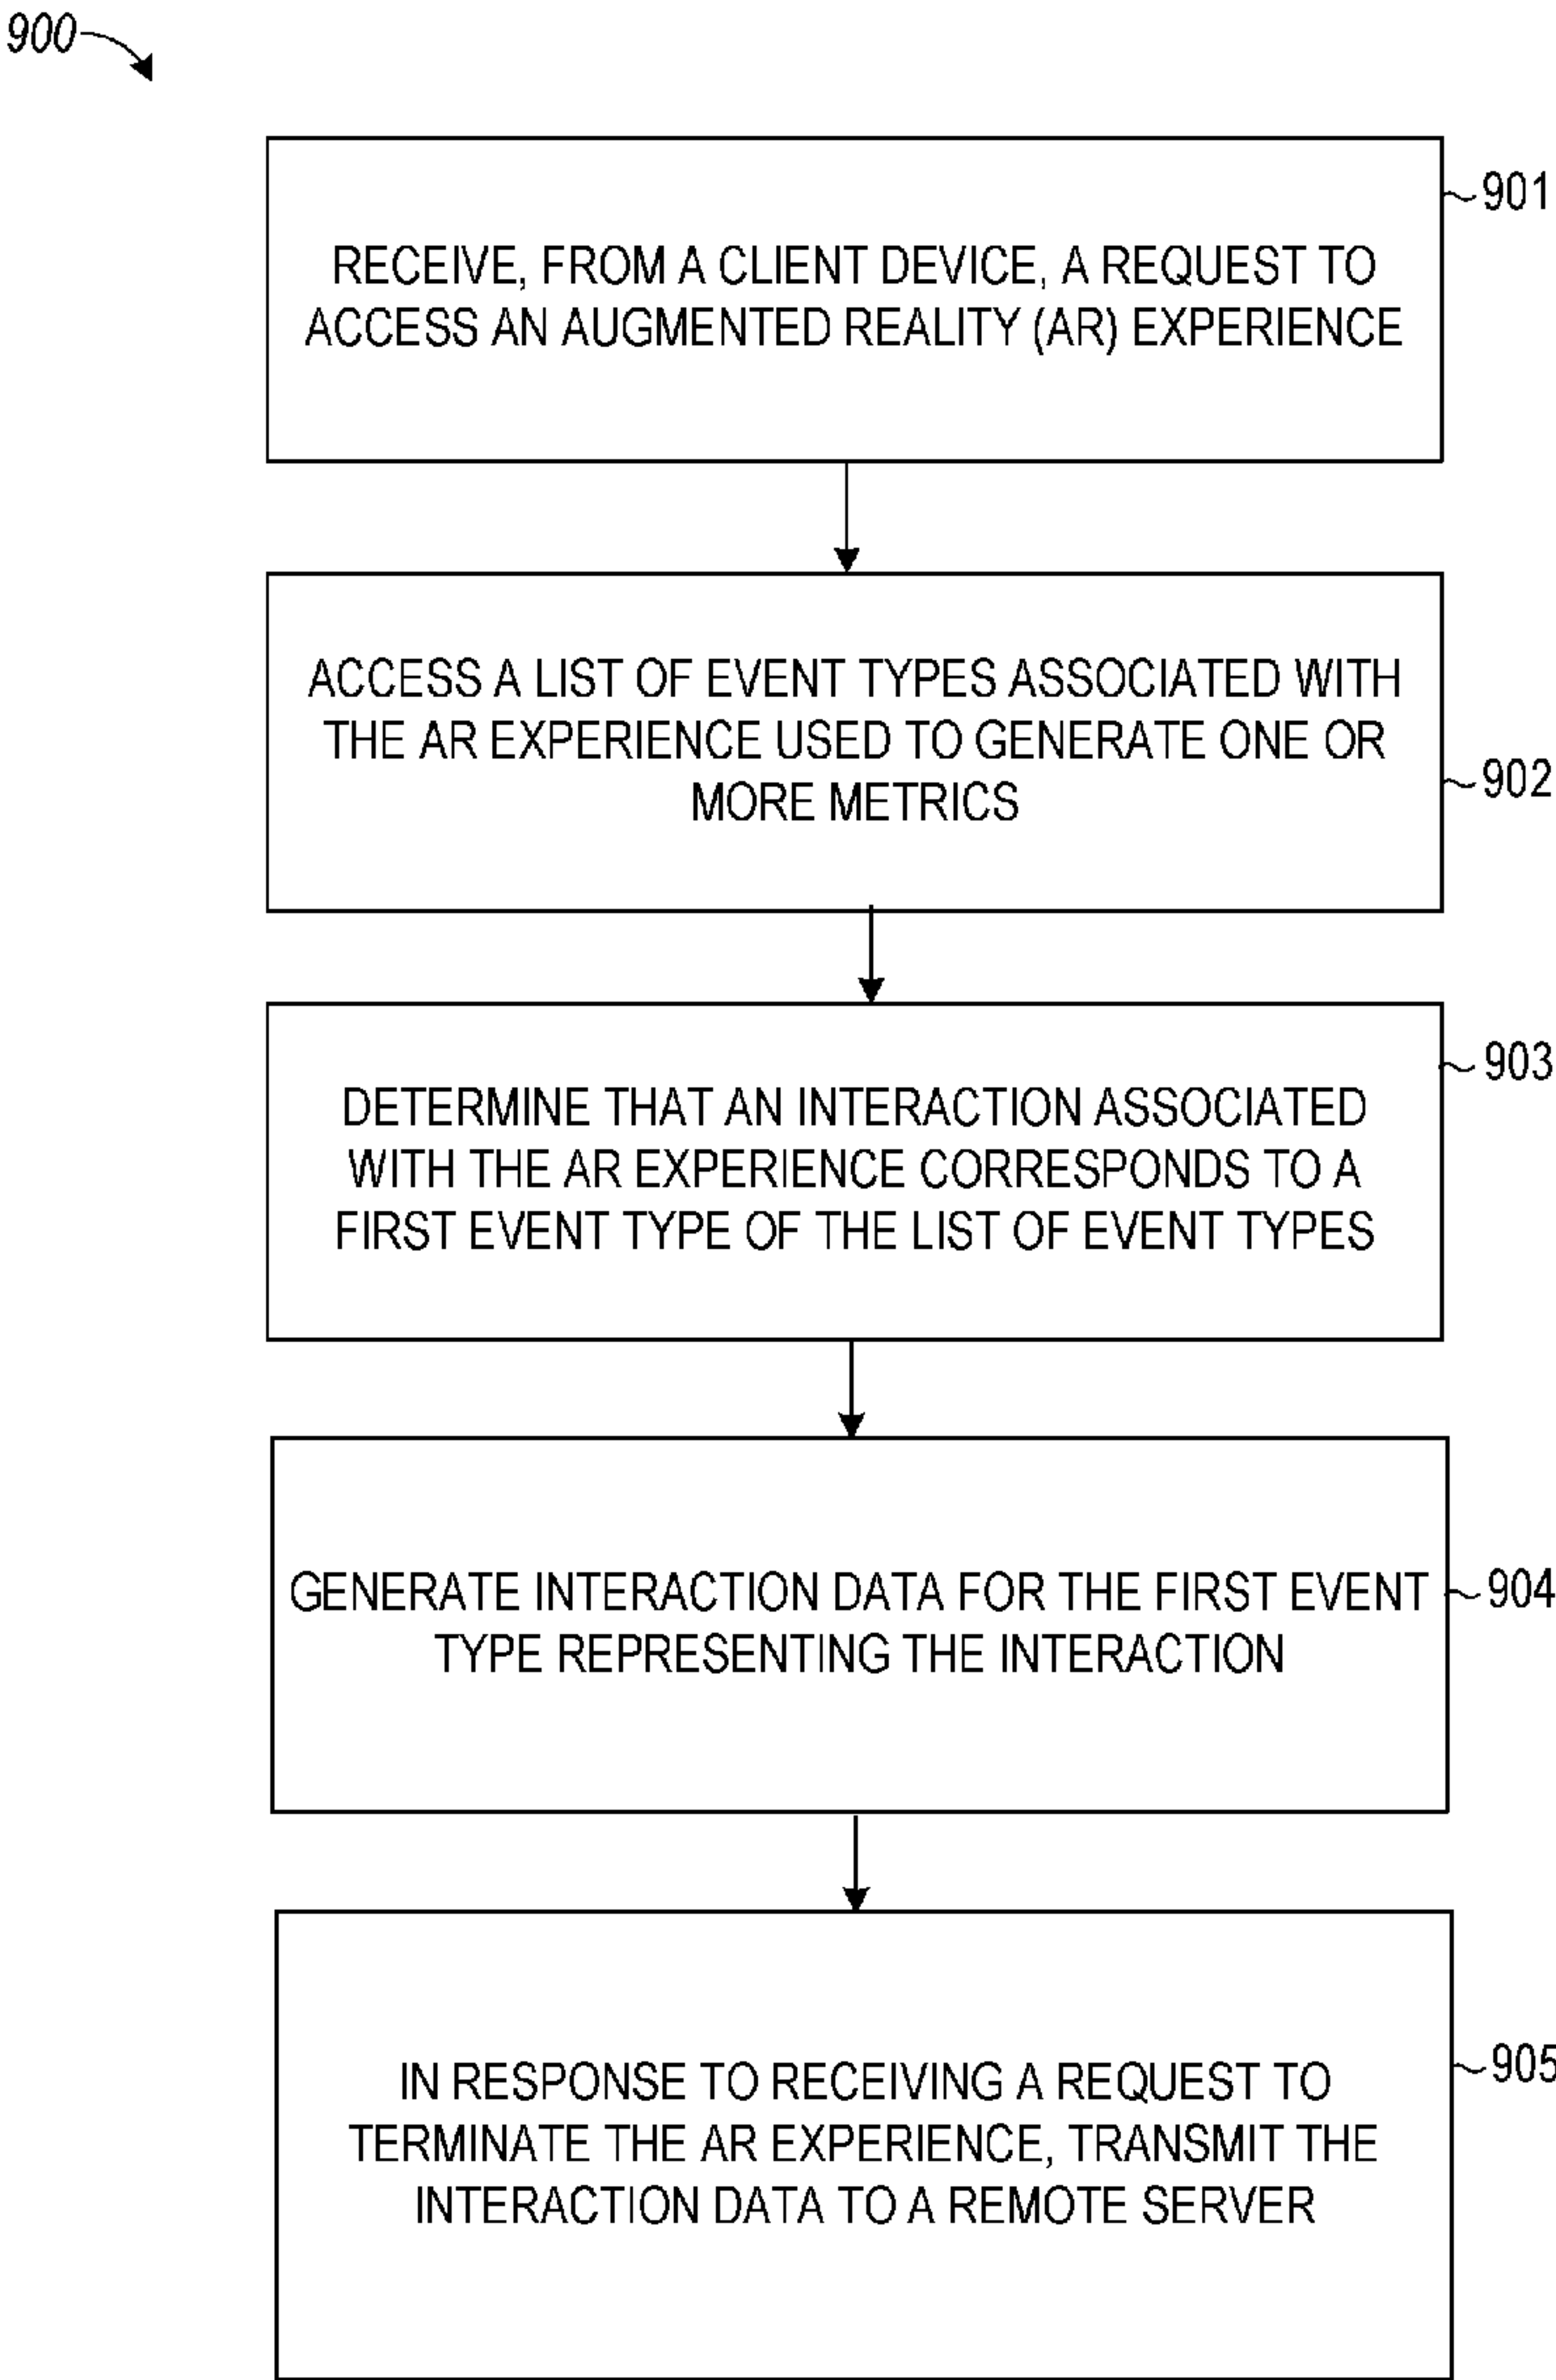 900
901
RECEIVE, FROM A CLIENT DEVICE, A REQUEST TO
ACCESS AN AUGMENTED REALITY (AR) EXPERIENCE
ACCESS A LIST OF EVENT TYPES ASSOCIATED WITH
THE AR EXPERIENCE USED TO GENERATE ONE OR
MORE METRICS
902
903
DETERMINE THAT AN INTERACTION ASSOCIATED
WITH THE AR EXPERIENCE CORRESPONDS TO A
FIRST EVENT TYPE OF THE LIST OF EVENT TYPES
GENERATE INTERACTION DATA FOR THE FIRST EVENT
TYPE REPRESENTING THE INTERACTION
904
IN RESPONSE TO RECEIVING A REQUEST TO
TERMINATE THE AR EXPERIENCE, TRANSMIT THE
INTERACTION DATA TO A REMOTE SERVER
905